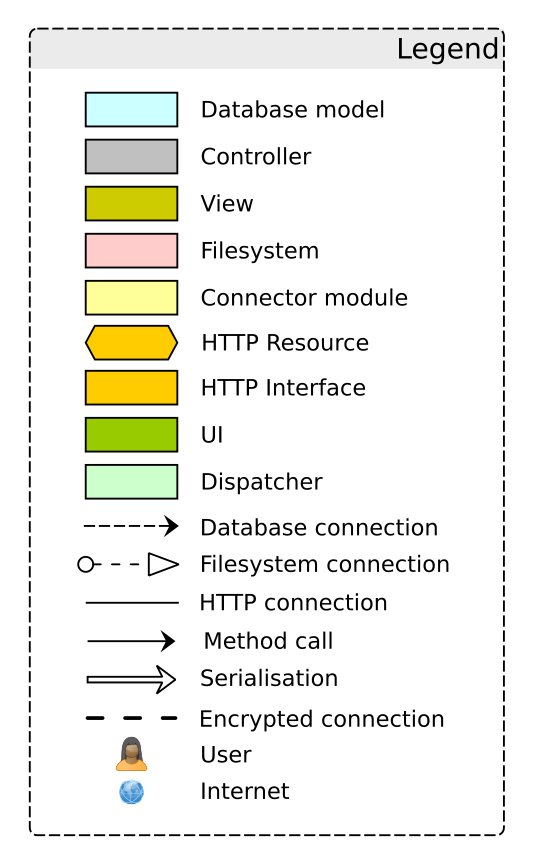 Legend
Database model
Controller
View
Filesystem
Connector module
HTTP Resource
HTTP Interface
UI
Dispatcher
Database connection
Filesystem connection
HTTP connection
Method call
Serialisation
Encrypted connection
User
Internet